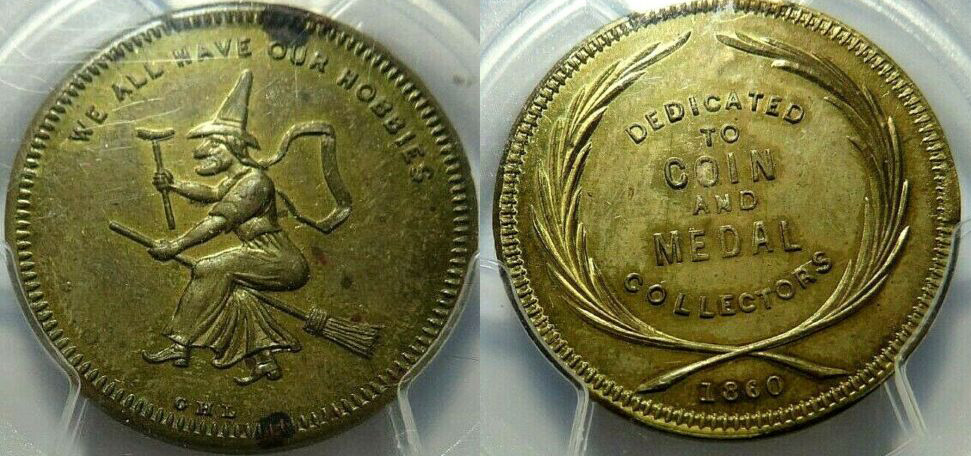 WE ALL HAVE OUR HOBBIES.
GHL
DEDICATED
TO
COIN
AND
MEDAL
COLLECTORS
1860